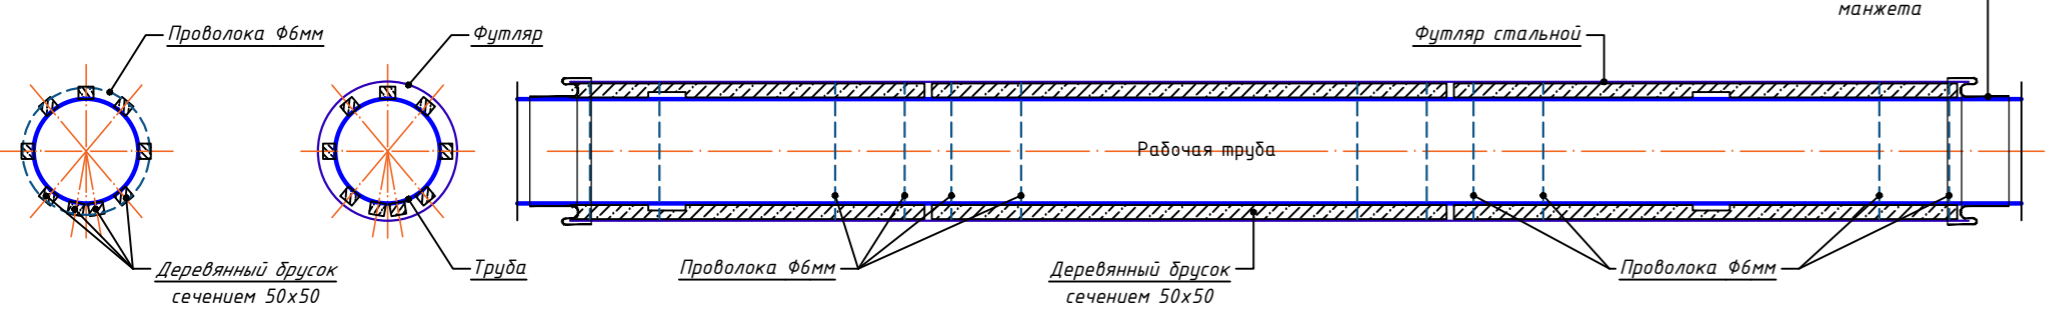 манжета
Проволока Ф6мм
Футляр
Футляр стальной
Рабочая труба
Деревянный брусок
сечением 50х50
Труба
Проволока Ф6мм
Деревянный брусок
сечением 50х50
Проволока Ф6мм